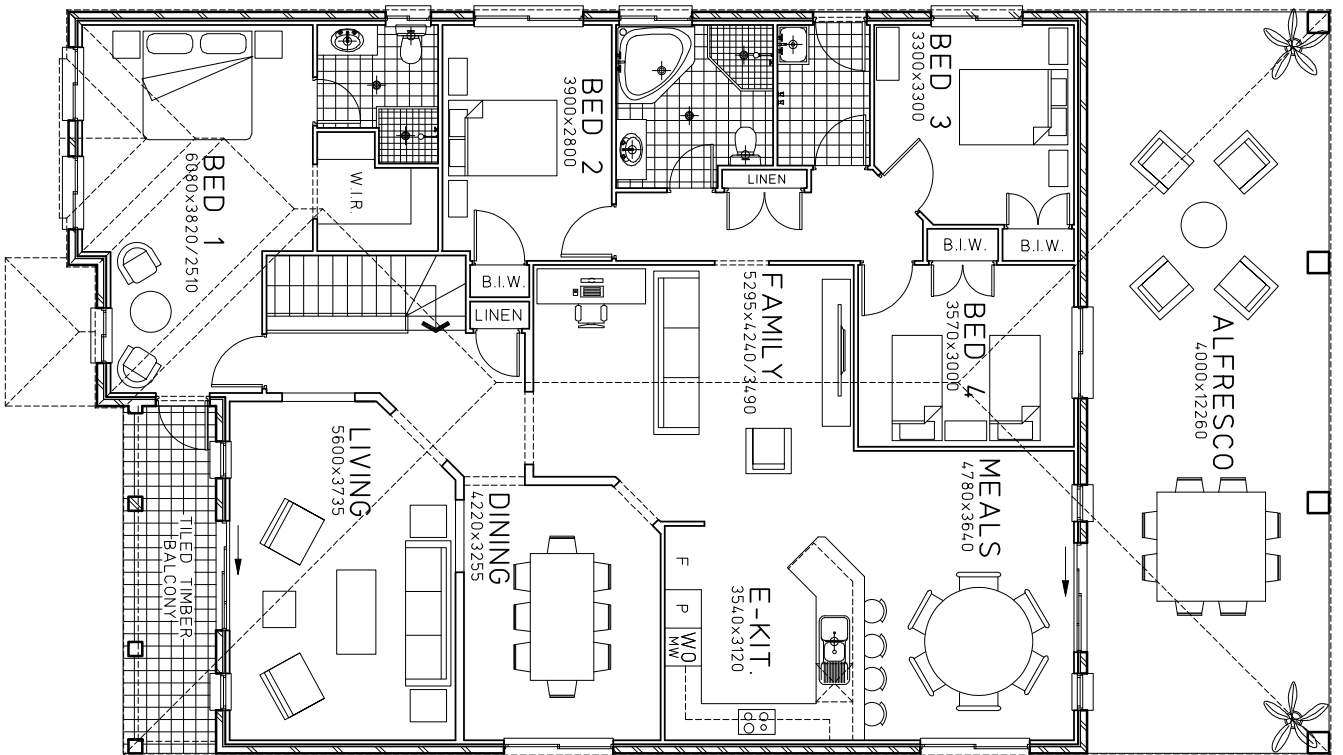 BED 1
6080x3820/2510
W.I.R.
BED 2
3900x2800
B.I.W.
LINEN
LINEN
BED 3
3300x3300
B.I.W.
B.I.W.
BED 4
3570x3000
FAMILY
5295x4240/3490
ALFRESCO
4000x12260
LIVING
5600x3735
DINING
4220x3255
MEALS
4780x3640
E-KIT.
3540x3120
F
P
WO
MW
TILED TIMBER
BALCONY